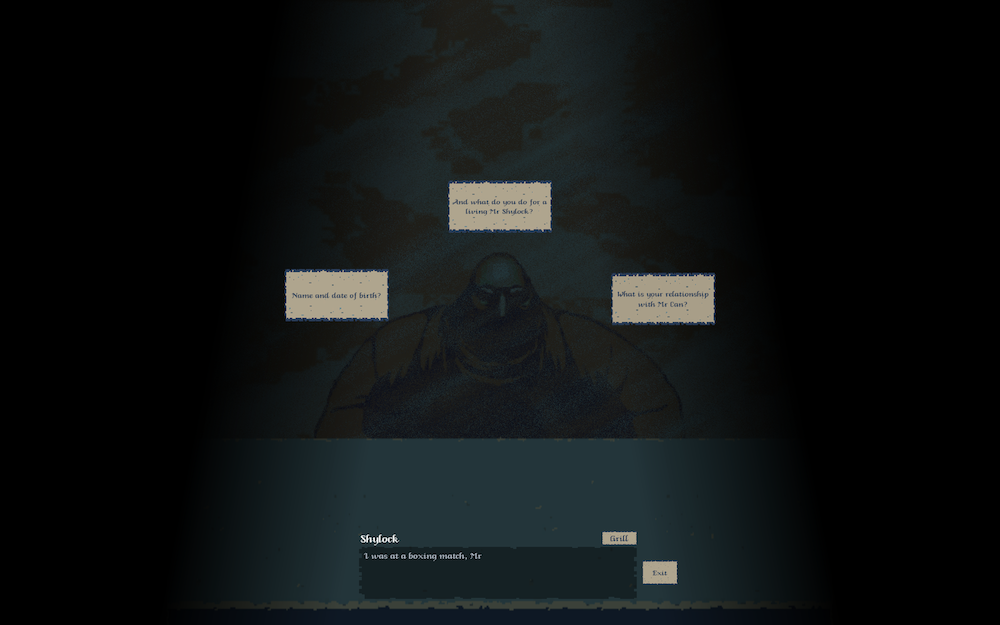 And what do you do for a
living Mr Shylock?
Name and date of birth?
What is your relationship
with Mr Can?
Shylock
Grill
I was at a boxing match, Mr
Exit